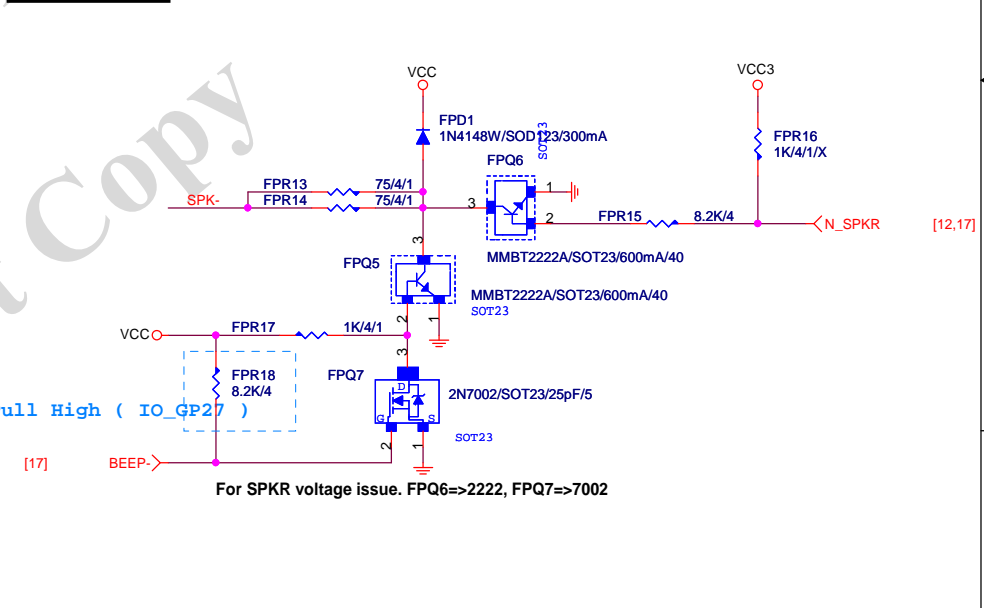 Copy
VCC
VCC3
FPD1
1N4148W/SOD123/300mA
SOT23
FPR16
1K/4/1/X
FPQ6
FPR13 75/4/1
1
SPK-
FPR14 75/4/1
3
2
FPR15 8.2K/4
N_SPKR [12,17]
3
MMBT2222A/SOT23/600mA/40
FPQ5
MMBT2222A/SOT23/600mA/40
SOT23
2 1
VCC FPR17 1K/4/1
3
FPR18
8.2K/4
FPQ7
D
2N7002/SOT23/25pF/5
ull High ( IO_GP27 )
G S
SOT23
2 1
[17] BEEP-
For SPKR voltage issue. FPQ6=>2222, FPQ7=>7002